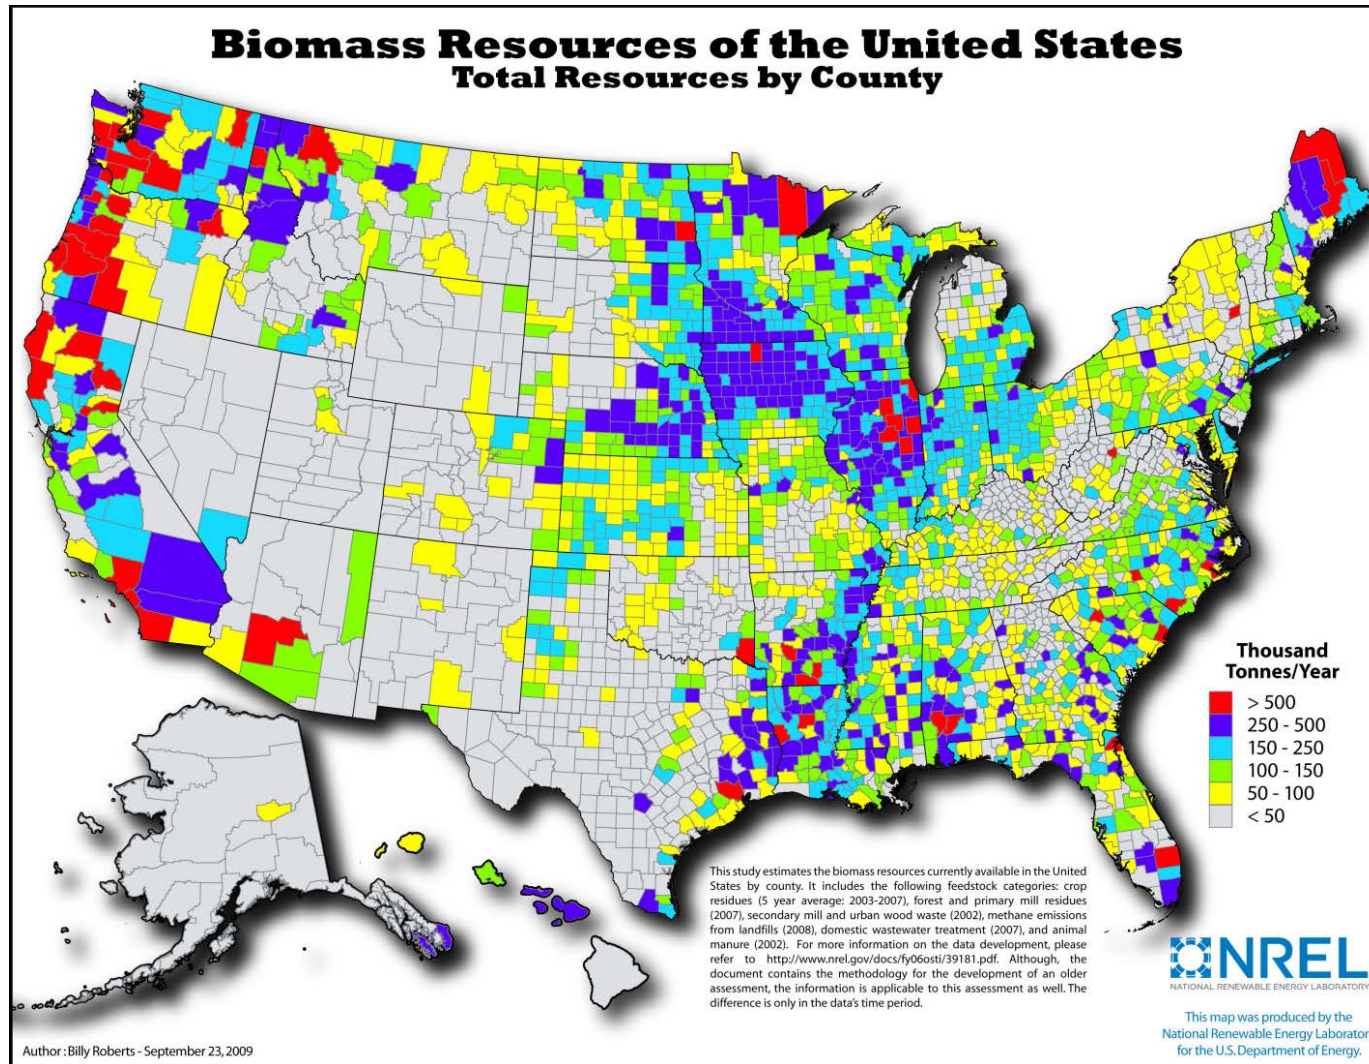 Biomass Resources of the United States
Total Resources by County
Thousand
Tonnes/Year
> 500
250 - 500
150 - 250
100 - 150
50 - 100
< 50
This study estimates the biomass resources currently available in the United
States by county. It includes the following feedstock categories: crop
residues (5 year average: 2003-2007), forest and primary mill residues
(2007), secondary mill and urban wood waste (2002), methane emissions
from landfills (2008), domestic wastewater treatment (2007), and animal
manure (2002). For more information on the data development, please
refer to http://www.nrel.gov/docs/fy06osti/39181.pdf. Although, the
document contains the methodology for the development of an older
assessment, the information is applicable to this assessment as well. The
difference is only in the data's time period.
NREL
NATIONAL RENEWABLE ENERGY LABORATORY
This map was produced by the
National Renewable Energy Laborator
for the U.S. Department of Energy.
Author : Billy Roberts - September 23, 2009